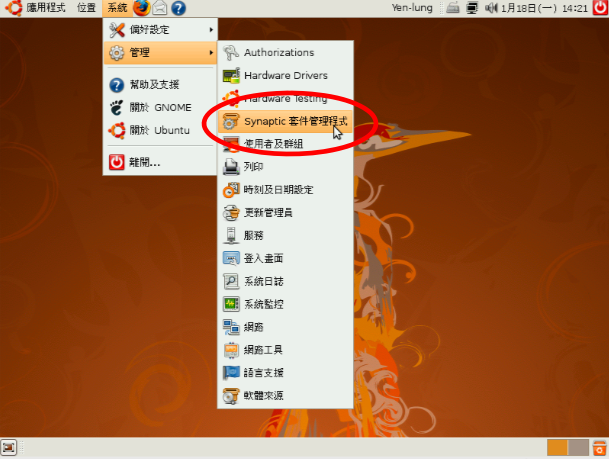 應用程式 位置 系統 Yen-lung 1月18日(一) 14:21
偏好設定
管理
幫助及支援
關於 GNOME
關於 Ubuntu
離開...
Authorizations
Hardware Drivers
Hardware Testing
Synaptic 套件管理程式
使用者及群組
列印
時刻及日期設定
更新管理員
服務
登入畫面
系統日誌
系統監控
網路
網路工具
語言支援
軟體來源